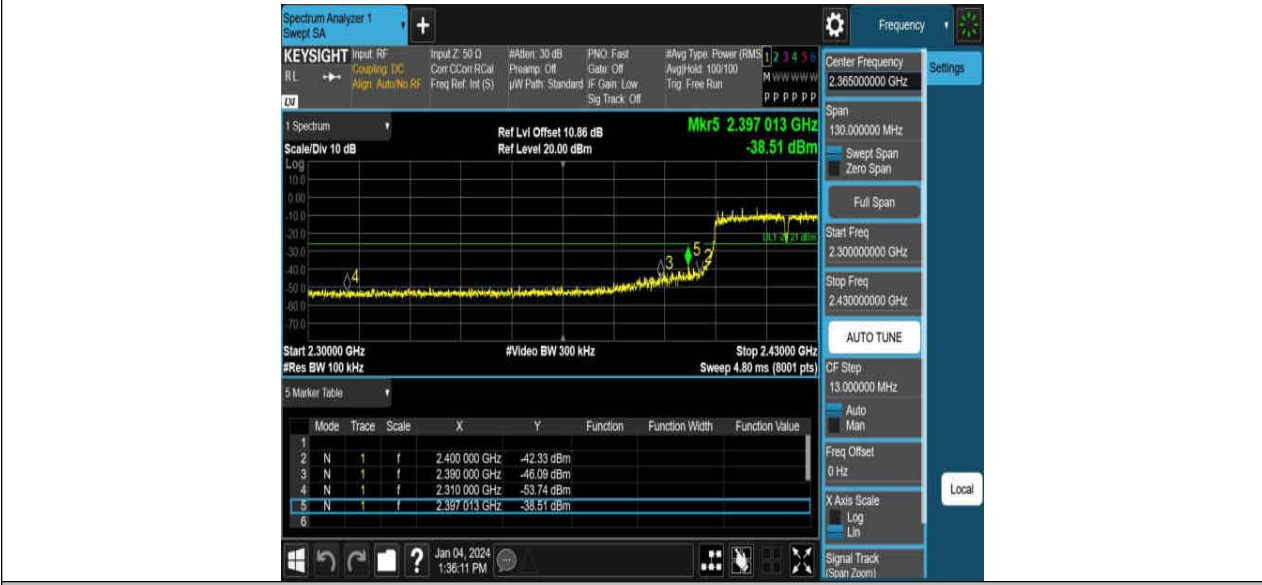 Spectrum Analyzer 1
Swept SA
+
Frequency
KEYSIGHT
RL
LXI
Input: RF
Coupling: DC
Align: Auto/No RF
Input Z: 50 Ω
Corr CCorr RCal
Freq Ref: Int (S)
#Atten: 30 dB
Preamp: Off
µW Path: Standard
PNO: Fast
Gate: Off
IF Gain: Low
Sig Track: Off
#Avg Type: Power (RMS
Avg|Hold: 100/100
Trig: Free Run
1 2 3 4 5 6
M W W W W W
P P P P P P
1 Spectrum
Scale/Div 10 dB
Ref Lvl Offset 10.86 dB
Ref Level 20.00 dBm
Mkr5 2.397 013 GHz
-38.51 dBm
Log
10.0
0.00
-10.0
-20.0
-30.0
-40.0
-50.0
-60.0
-70.0
4
3
5
2
Start 2.30000 GHz
#Res BW 100 kHz
#Video BW 300 kHz
Stop 2.43000 GHz
Sweep 4.80 ms (8001 pts)
5 Marker Table
Mode Trace Scale X Y Function Function Width Function Value
1
2 N 1 f 2.400 000 GHz -42.33 dBm
3 N 1 f 2.390 000 GHz -46.09 dBm
4 N 1 f 2.310 000 GHz -53.74 dBm
5 N 1 f 2.397 013 GHz -38.51 dBm
6
?
Jan 04, 2024
1:36:11 PM
Center Frequency
2.365000000 GHz
Settings
Span
130.000000 MHz
Swept Span
Zero Span
Full Span
Start Freq
2.300000000 GHz
Stop Freq
2.430000000 GHz
AUTO TUNE
CF Step
13.000000 MHz
Auto
Man
Freq Offset
0 Hz
X Axis Scale
Log
Lin
Local
Signal Track
(Span Zoom)